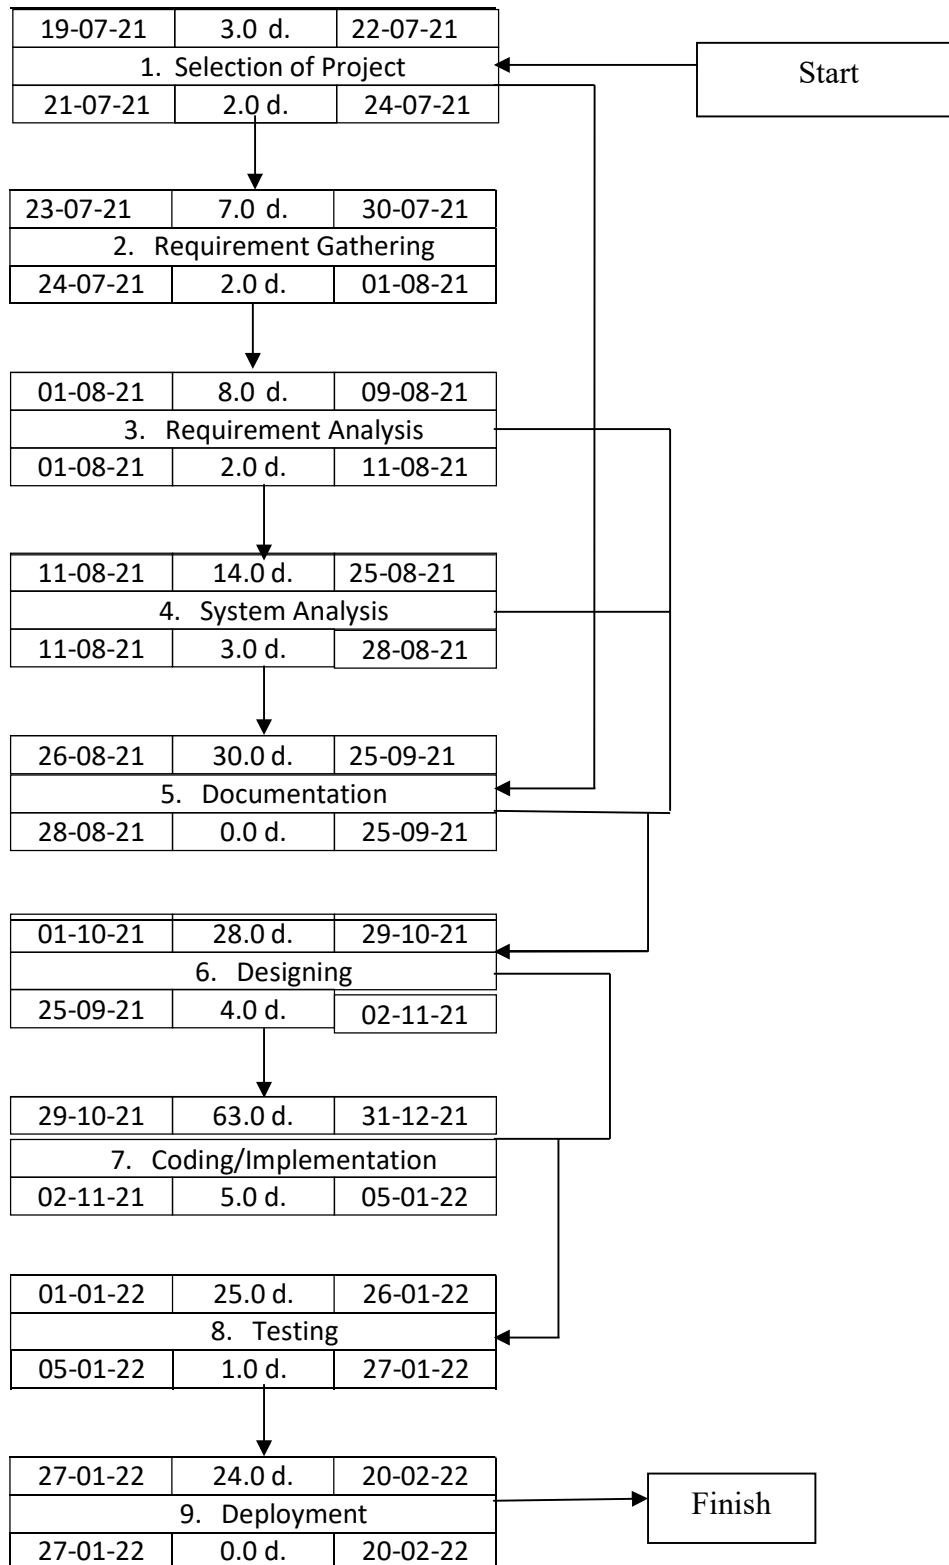 19-07-21 3.0 d. 22-07-21
1. Selection of Project
21-07-21 2.0 d. 24-07-21
Start
23-07-21 7.0 d. 30-07-21
2. Requirement Gathering
24-07-21 2.0 d. 01-08-21
01-08-21 8.0 d. 09-08-21
3. Requirement Analysis
01-08-21 2.0 d. 11-08-21
11-08-21 14.0 d. 25-08-21
4. System Analysis
11-08-21 3.0 d. 28-08-21
26-08-21 30.0 d. 25-09-21
5. Documentation
28-08-21 0.0 d. 25-09-21
01-10-21 28.0 d. 29-10-21
6. Designing
25-09-21 4.0 d. 02-11-21
29-10-21 63.0 d. 31-12-21
7. Coding/Implementation
02-11-21 5.0 d. 05-01-22
01-01-22 25.0 d. 26-01-22
8. Testing
05-01-22 1.0 d. 27-01-22
27-01-22 24.0 d. 20-02-22
9. Deployment
27-01-22 0.0 d. 20-02-22
Finish